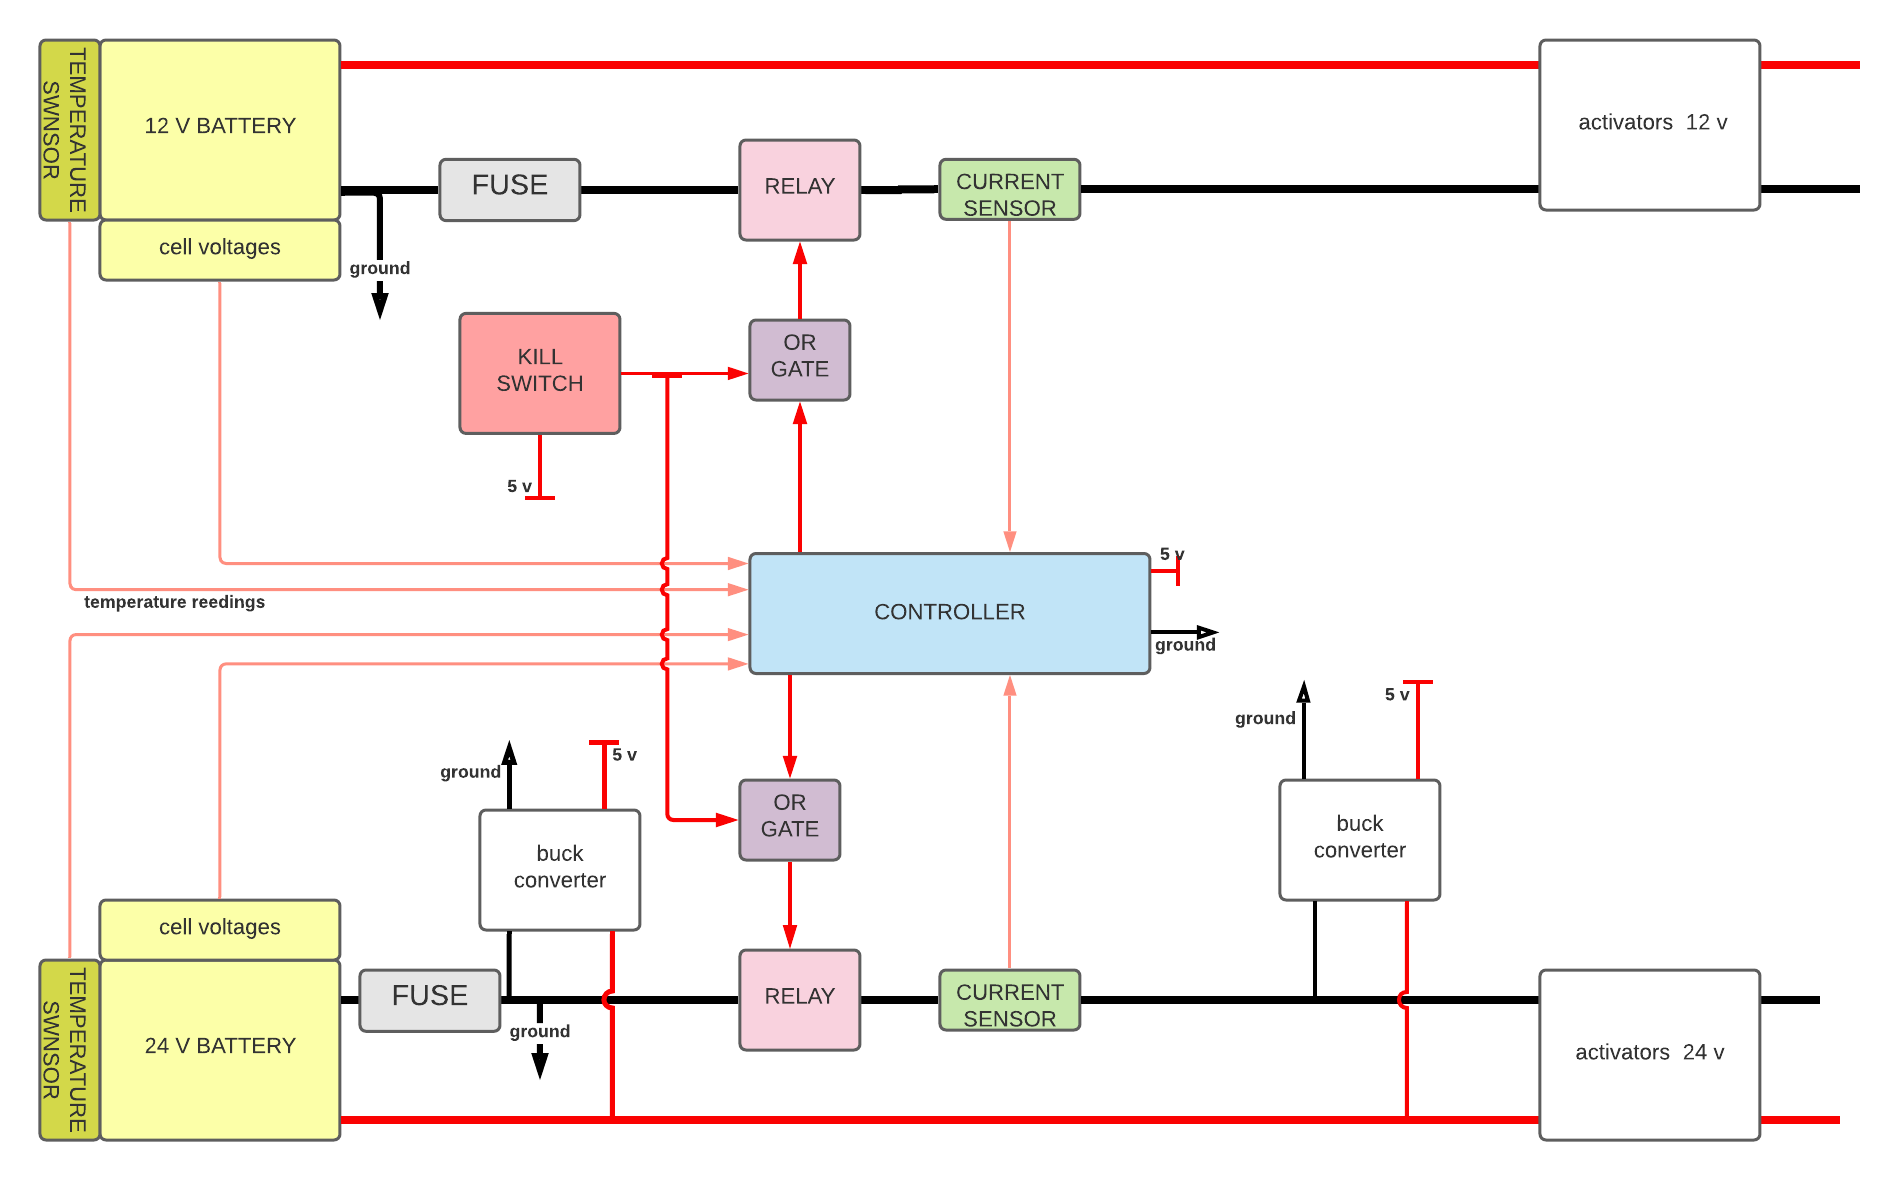 TEMPERATURE
SWNSOR
12 V BATTERY
cell voltages
ground
FUSE
RELAY
CURRENT
SENSOR
activators  12 v
KILL
SWITCH
5 v
OR
GATE
temperature reedings
CONTROLLER
5 v
ground
ground
5 v
buck
converter
OR
GATE
ground
5 v
buck
converter
cell voltages
TEMPERATURE
SWNSOR
24 V BATTERY
FUSE
ground
RELAY
CURRENT
SENSOR
activators  24 v